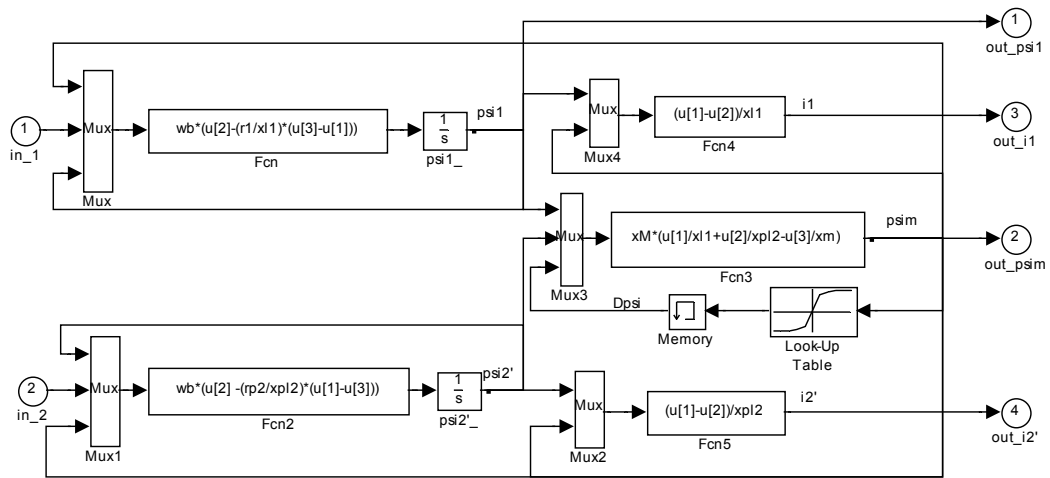 1
out_psi1
1
in_1
Mux
Mux
wb*(u[2]-(r1/xl1)*(u[3]-u[1]))
Fcn
1
s
psi1_
psi1
Mux
Mux4
(u[1]-u[2])/xl1
Fcn4
i1
3
out_i1
Mux
Mux3
xM*(u[1]/xl1+u[2]/xpl2-u[3]/xm)
Fcn3
psim
2
out_psim
Dpsi
Memory
Look-Up
Table
2
in_2
Mux
Mux1
wb*(u[2] -(rp2/xpl2)*(u[1]-u[3]))
Fcn2
1
s
psi2'_
psi2'
Mux
Mux2
(u[1]-u[2])/xpl2
Fcn5
i2'
4
out_i2'